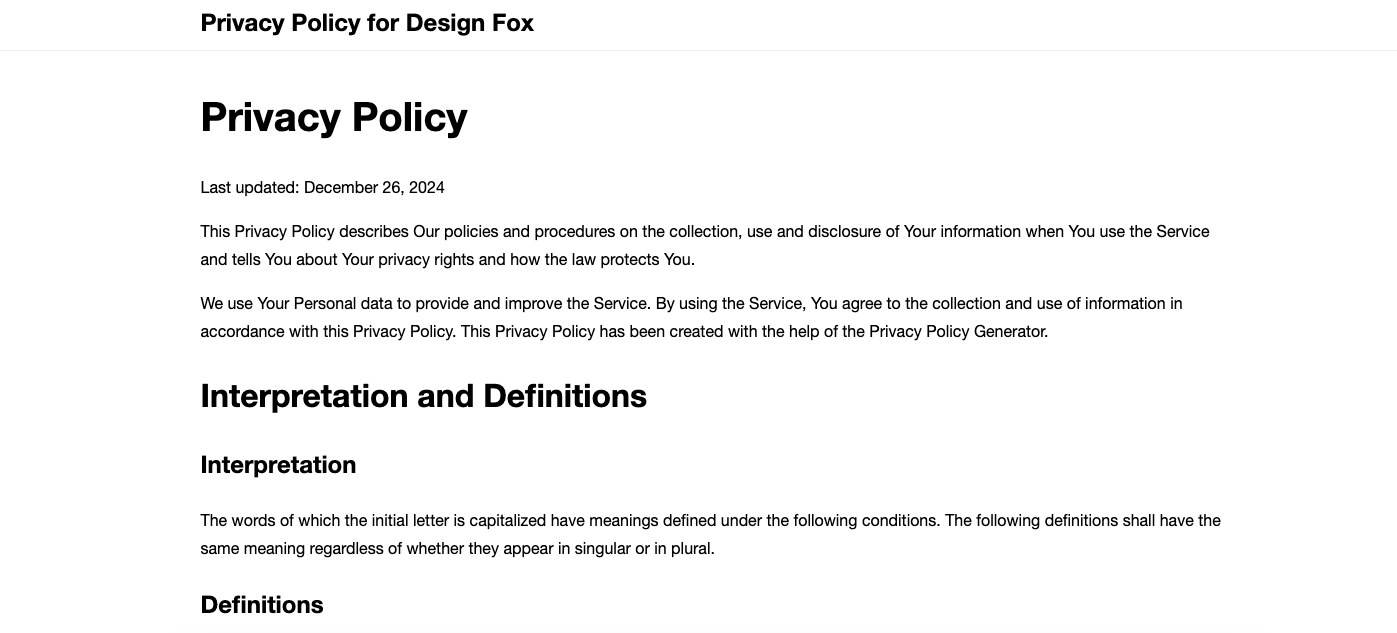 Privacy Policy for Design Fox
Privacy Policy
Last updated: December 26, 2024
This Privacy Policy describes Our policies and procedures on the collection, use and disclosure of Your information when You use the Service
and tells You about Your privacy rights and how the law protects You.
We use Your Personal data to provide and improve the Service. By using the Service, You agree to the collection and use of information in
accordance with this Privacy Policy. This Privacy Policy has been created with the help of the Privacy Policy Generator.
Interpretation and Definitions
Interpretation
The words of which the initial letter is capitalized have meanings defined under the following conditions. The following definitions shall have the
same meaning regardless of whether they appear in singular or in plural.
Definitions